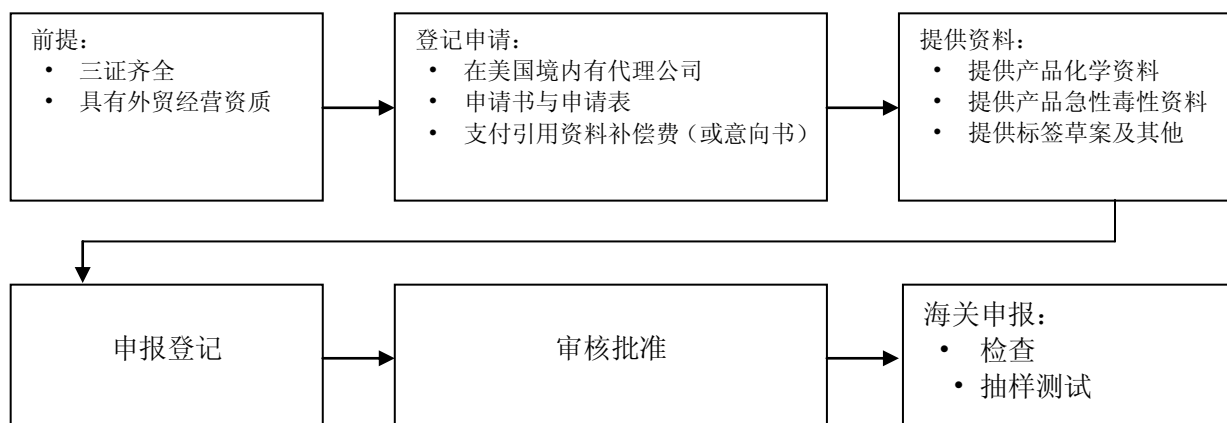 前提：
• 三证齐全
• 具有外贸经营资质
登记申请：
• 在美国境内有代理公司
• 申请书与申请表
• 支付引用资料补偿费（或意向书）
提供资料：
• 提供产品化学资料
• 提供产品急性毒性资料
• 提供标签草案及其他
申报登记
审核批准
海关申报：
• 检查
• 抽样测试